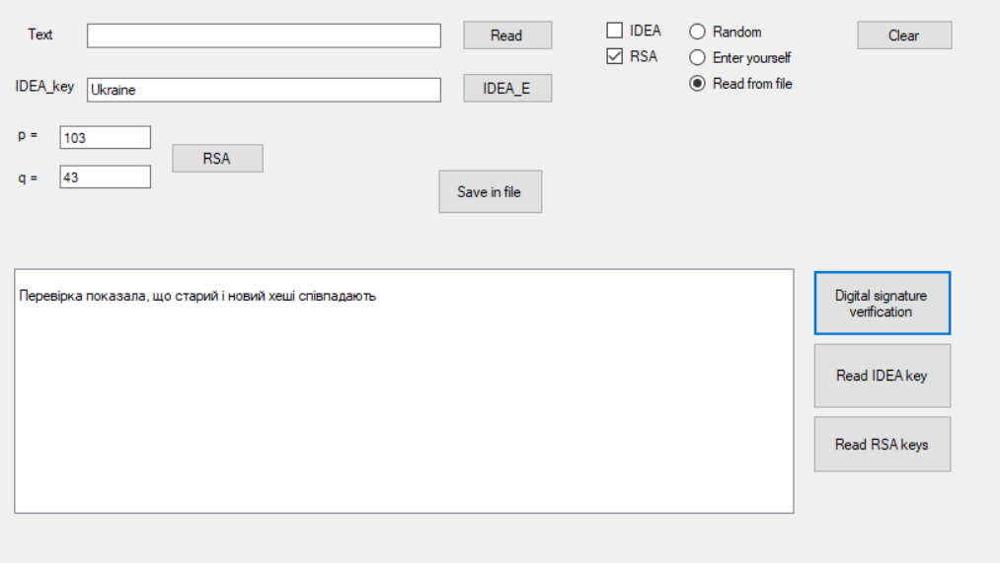 Text
Read
IDEA
Random
Clear
RSA
Enter yourself
IDEA_key
Ukraine
IDEA_E
Read from file
p =
103
RSA
q =
43
Save in file
Перевірка показала, що старий і новий хеші співпадають
Digital signature
verification
Read IDEA key
Read RSA keys